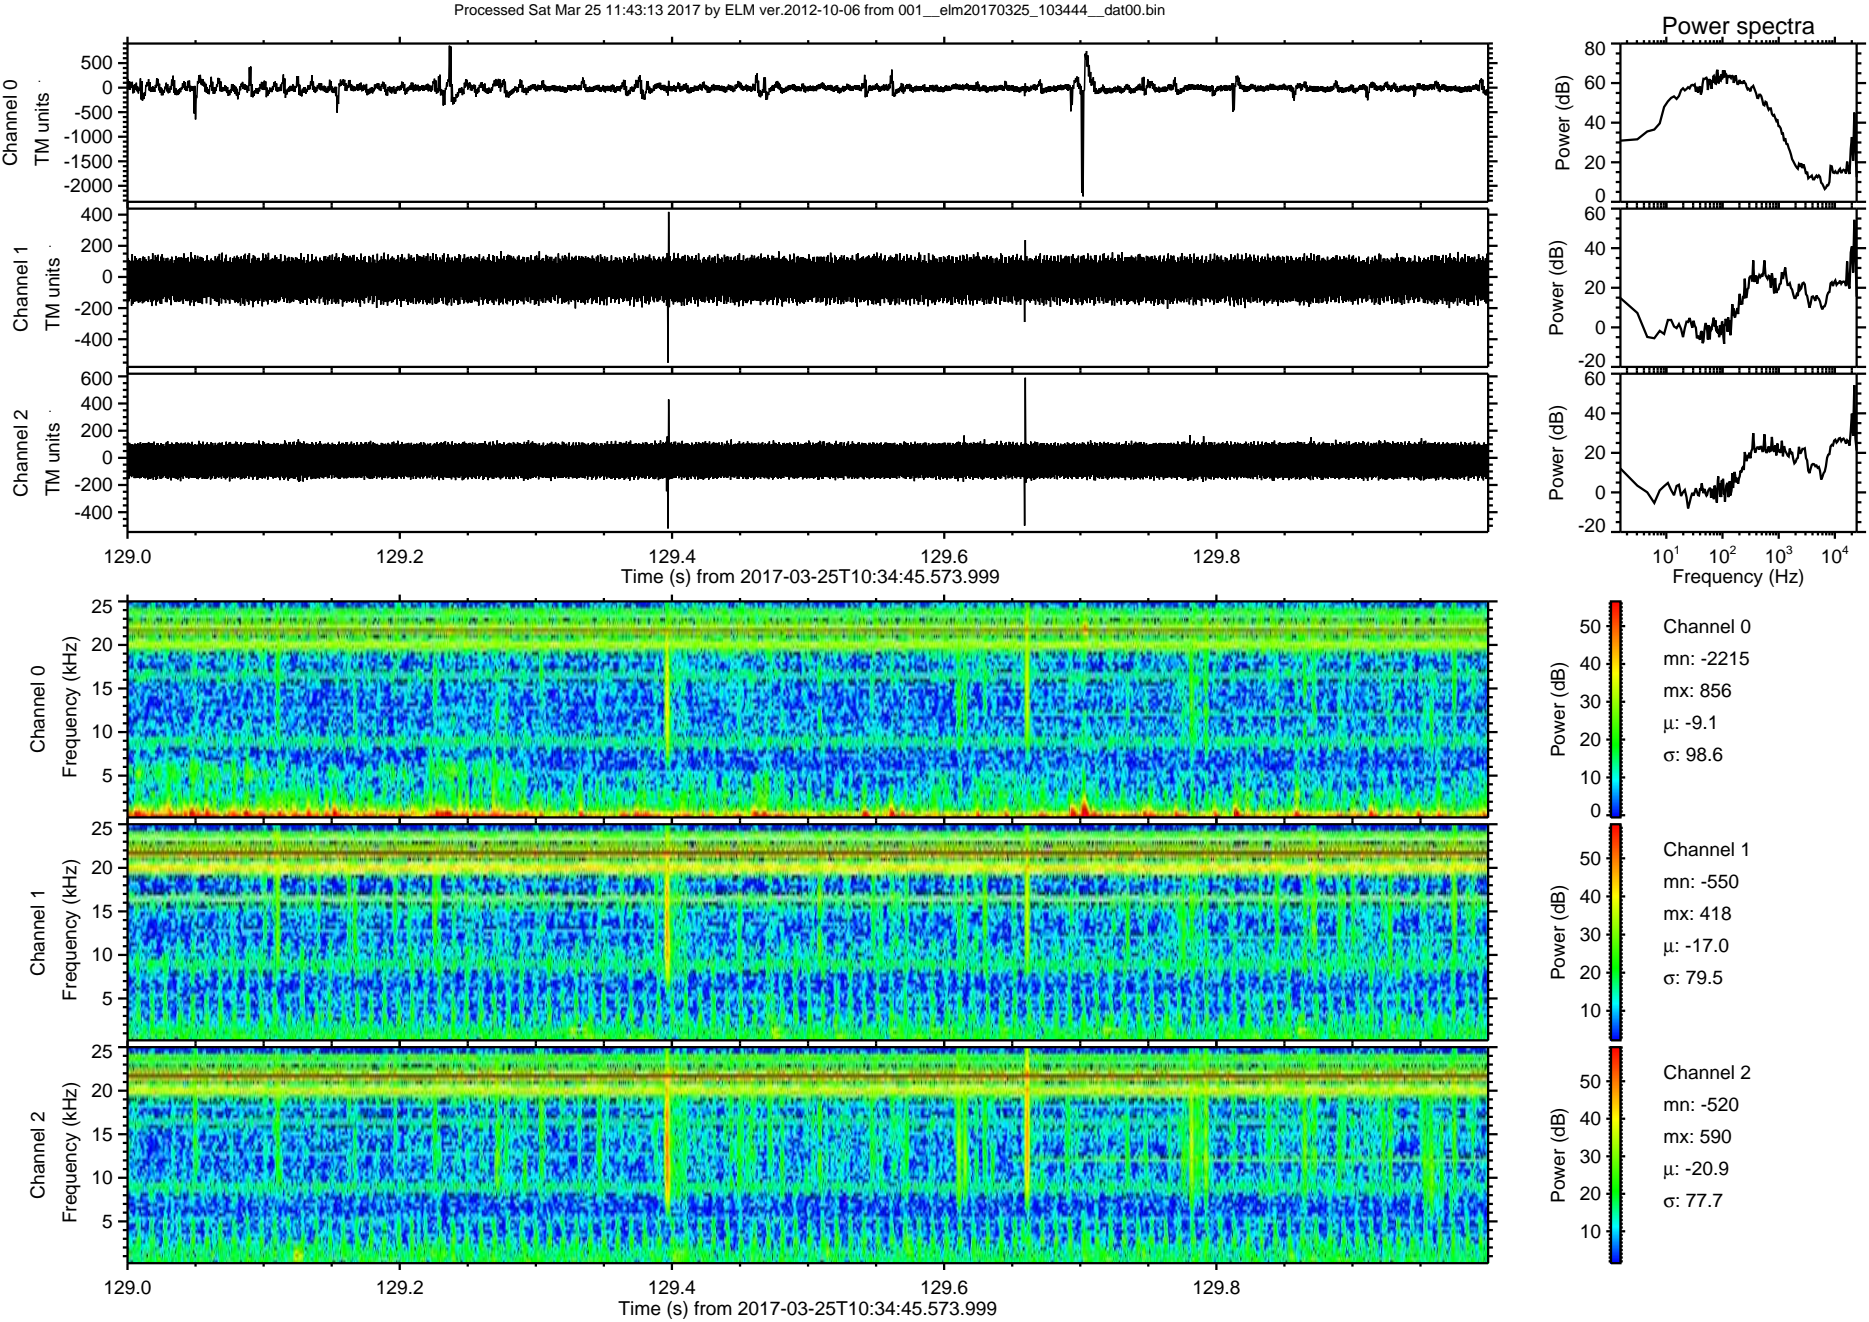 Processed Sat Mar 25 11:43:13 2017 by ELM ver.2012-10-06 from 001__elm20170325_103444__dat00.bin
Power spectra
Channel 0
TM units
500
0
-500
-1000
-1500
-2000
Power (dB)
80
60
40
20
0
Channel 1
TM units
400
200
0
-200
-400
Power (dB)
60
40
20
0
-20
Channel 2
TM units
600
400
200
0
-200
-400
Power (dB)
60
40
20
0
-20
129.0 129.2 129.4 129.6 129.8
Time (s) from 2017-03-25T10:34:45.573.999
10^1 10^2 10^3 10^4
Frequency (Hz)
Channel 0
Frequency (kHz)
25
20
15
10
5
Power (dB)
50
40
30
20
10
0
Channel 0
mn: -2215
mx: 856
μ: -9.1
σ: 98.6
Channel 1
Frequency (kHz)
25
20
15
10
5
Power (dB)
50
40
30
20
10
Channel 1
mn: -550
mx: 418
μ: -17.0
σ: 79.5
Channel 2
Frequency (kHz)
25
20
15
10
5
Power (dB)
50
40
30
20
10
Channel 2
mn: -520
mx: 590
μ: -20.9
σ: 77.7
129.0 129.2 129.4 129.6 129.8
Time (s) from 2017-03-25T10:34:45.573.999